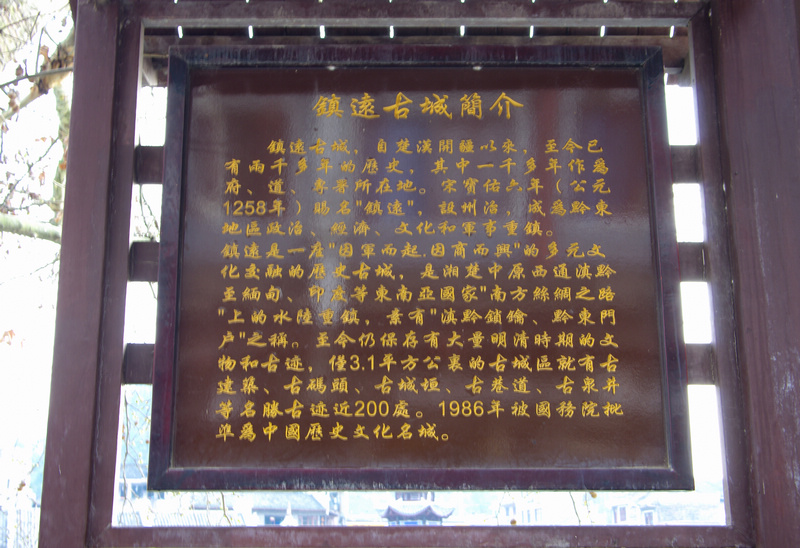 鎮遠古城簡介
鎮遠古城，自楚漢開疆以來，至今已
有兩千多年的歷史，其中一千多年作爲
府、道、專署所在地。宋寶佑六年（公元
1258年）賜名"鎮遠"，設州治，成爲黔東
地區政治、經濟、文化和軍事重鎮。
鎮遠是一座"因軍而起,因商而興"的多元文
化交融的歷史古城，是湘楚中原西通滇黔
至緬甸、印度等東南亞國家"南方絲綢之路
"上的水陸重鎮，素有"滇黔鎖鑰、黔東門
户"之稱。至今仍保存有大量明清時期的文
物和古迹，僅3.1平方公裏的古城區就有古
建築、古碼頭、古城垣、古巷道、古泉井
等名勝古迹近200處。1986年被國務院批
準爲中國歷史文化名城。